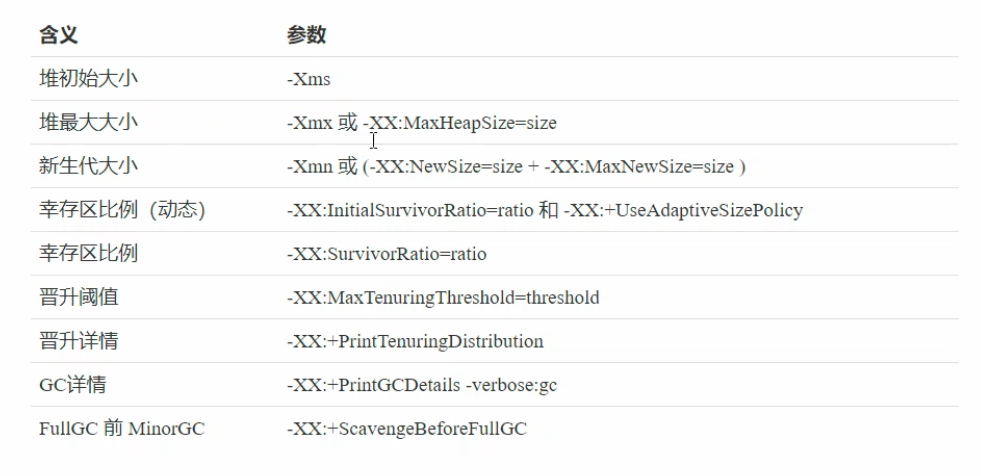 含义 参数
堆初始大小 -Xms
堆最大大小 -Xmx 或 -XX:MaxHeapSize=size
新生代大小 -Xmn 或 (-XX:NewSize=size + -XX:MaxNewSize=size )
幸存区比例（动态） -XX:InitialSurvivorRatio=ratio 和 -XX:+UseAdaptiveSizePolicy
幸存区比例 -XX:SurvivorRatio=ratio
晋升阈值 -XX:MaxTenuringThreshold=threshold
晋升详情 -XX:+PrintTenuringDistribution
GC详情 -XX:+PrintGCDetails -verbose:gc
FullGC 前 MinorGC -XX:+ScavengeBeforeFullGC